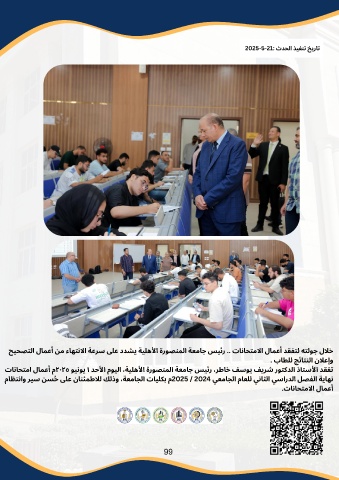 تاريخ تنفيذ الحدث :21-5-2025
خلال جولته لتفقد أعمال الامتحانات .. رئيس جامعة المنصورة الأهلية يشدد على سرعة الانتهاء من أعمال التصحيح
وإعلان النتائج للطاب .
تفقد الأستاذ الدكتور شريف يوسف خاطر، رئيس جامعة المنصورة الأهلية، اليوم الأحد ١ يونيو ٢٠٢٥م أعمال امتحانات
نهاية الفصل الدراسي الثاني للعام الجامعي 2024 / 2025م بكليات الجامعة، وذلك للاطمئنان على حُسن سير وانتظام
أعمال الامتحانات.
99